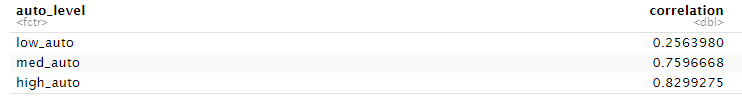 auto_level correlation
<fctr> <dbl>
low_auto 0.2563980
med_auto 0.7596668
high_auto 0.8299275